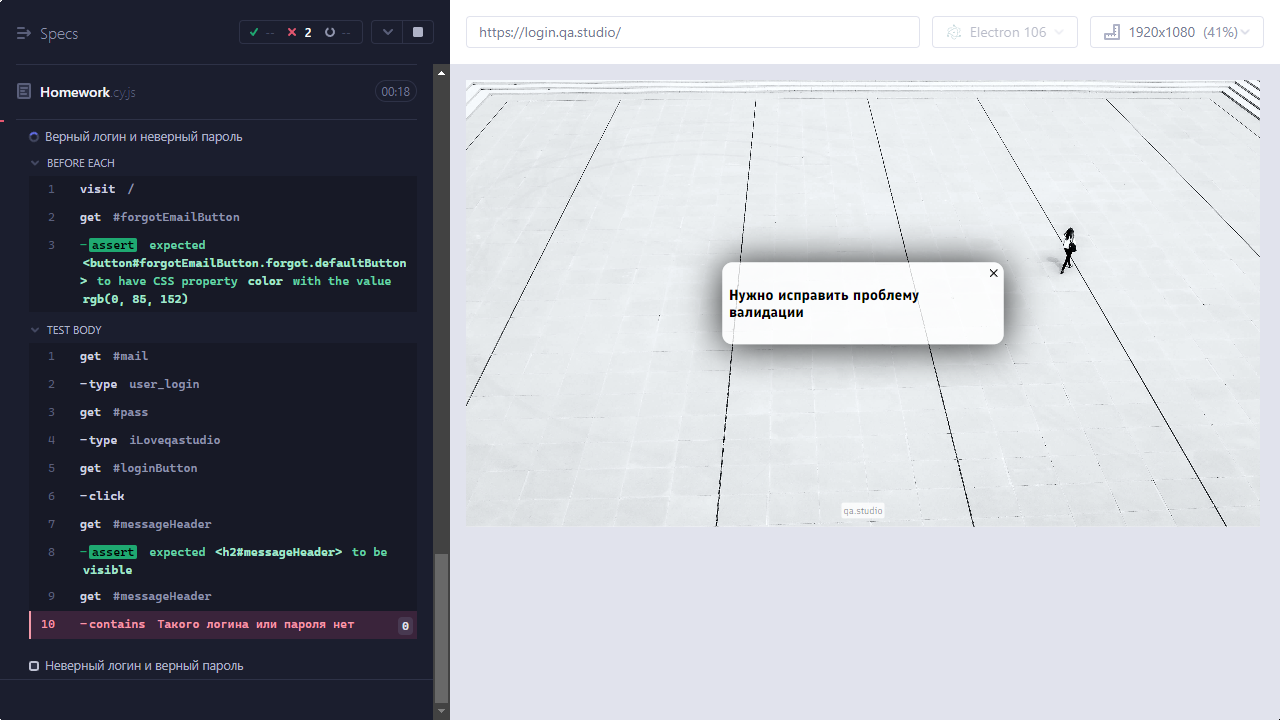 Specs
--
2
--
Homework.cy.js
00:18
Верный логин и неверный пароль
BEFORE EACH
1 visit /
2 get #forgotEmailButton
3 -assert expected
<button#forgotEmailButton.forgot.defaultButton
> to have CSS property color with the value
rgb(0, 85, 152)
TEST BODY
1 get #mail
2 -type user_login
3 get #pass
4 -type iLoveqastudio
5 get #loginButton
6 -click
7 get #messageHeader
8 -assert expected <h2#messageHeader> to be
visible
9 get #messageHeader
10 -contains Такого логина или пароля нет 0
Неверный логин и верный пароль
https://login.qa.studio/
Electron 106
1920x1080 (41%)
Нужно исправить проблему
валидации
qa.studio